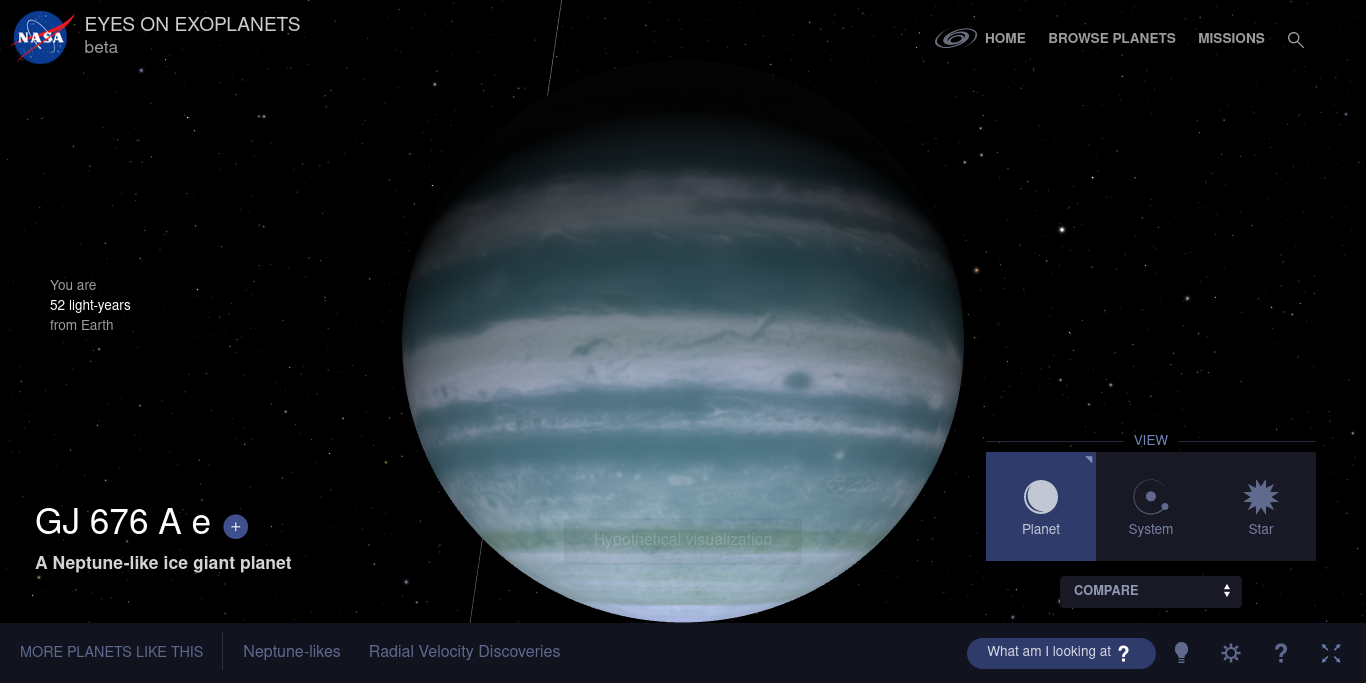 NASA
EYES ON EXOPLANETS
beta
HOME
BROWSE PLANETS
MISSIONS
You are
52 light-years
from Earth
GJ 676 A e +
A Neptune-like ice giant planet
Hypothetical visualization
VIEW
Planet
System
Star
COMPARE
MORE PLANETS LIKE THIS
Neptune-likes
Radial Velocity Discoveries
What am I looking at ?
?